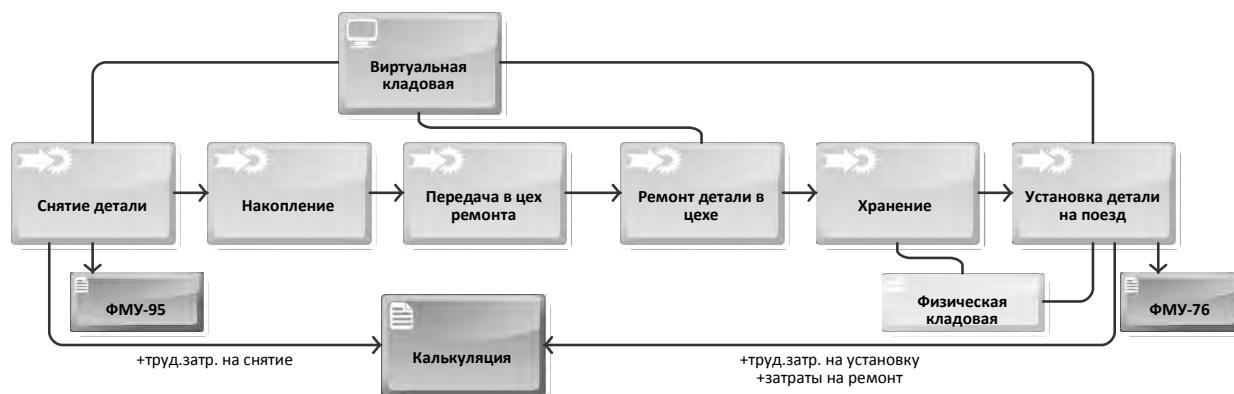 Виртуальная
кладовая
Снятие детали
Накопление
Передача в цех
ремонта
Ремонт детали в
цехе
Хранение
Установка детали
на поезд
ФМУ-95
Физическая
кладовая
ФМУ-76
Калькуляция
+труд.затр. на снятие
+труд.затр. на установку
+затраты на ремонт